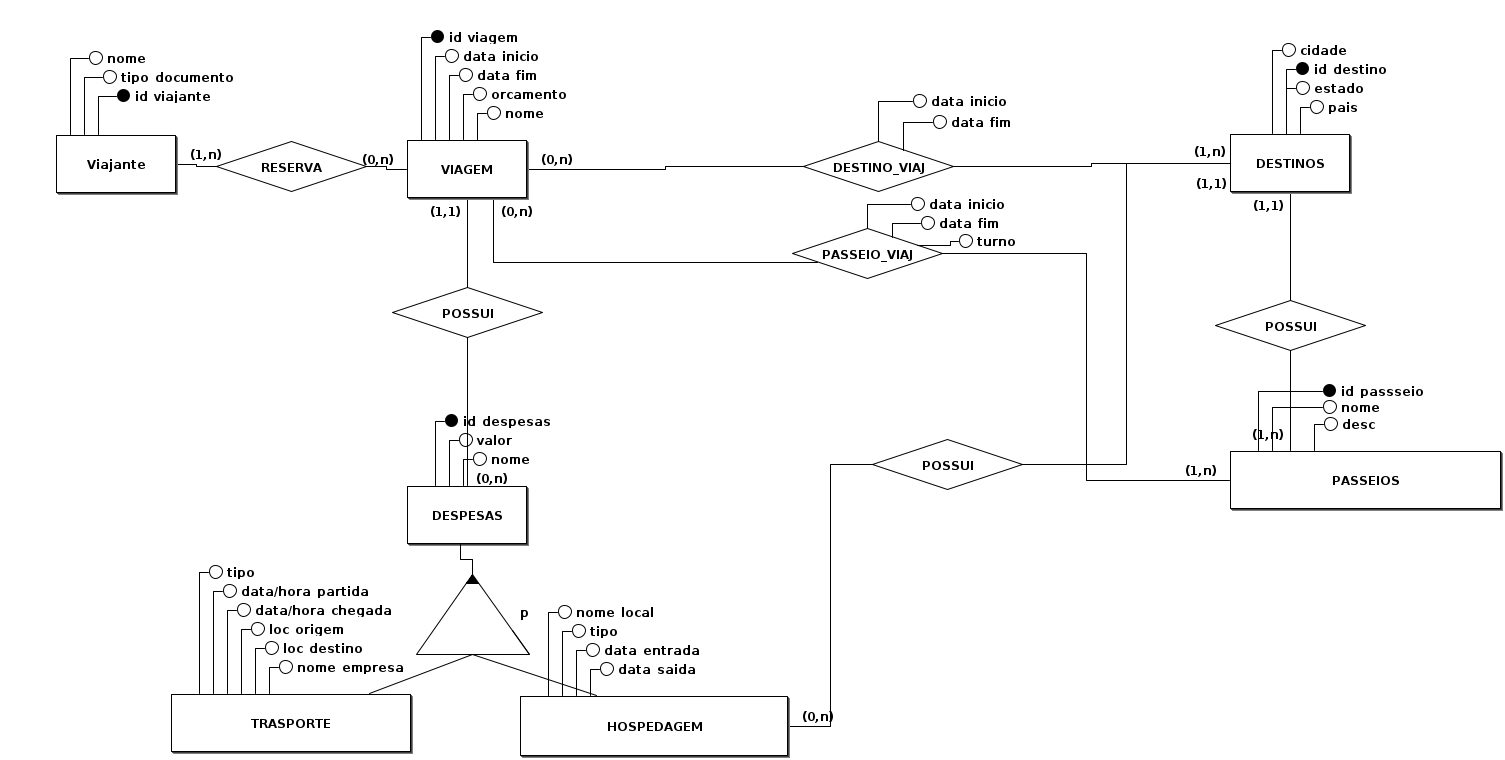 nome
tipo documento
id viajante
Viajante
(1,n)
RESERVA
(0,n)
id viagem
data inicio
data fim
orcamento
nome
VIAGEM
(0,n)
(1,1)
(0,n)
data inicio
data fim
DESTINO_VIAJ
data inicio
data fim
turno
PASSEIO_VIAJ
cidade
id destino
estado
pais
(1,n)
DESTINOS
(1,1)
(1,1)
POSSUI
POSSUI
id passseio
nome
desc
(1,n)
(1,n)
PASSEIOS
id despesas
valor
nome
(0,n)
DESPESAS
POSSUI
p
tipo
data/hora partida
data/hora chegada
loc origem
loc destino
nome empresa
TRASPORTE
nome local
tipo
data entrada
data saida
HOSPEDAGEM
(0,n)